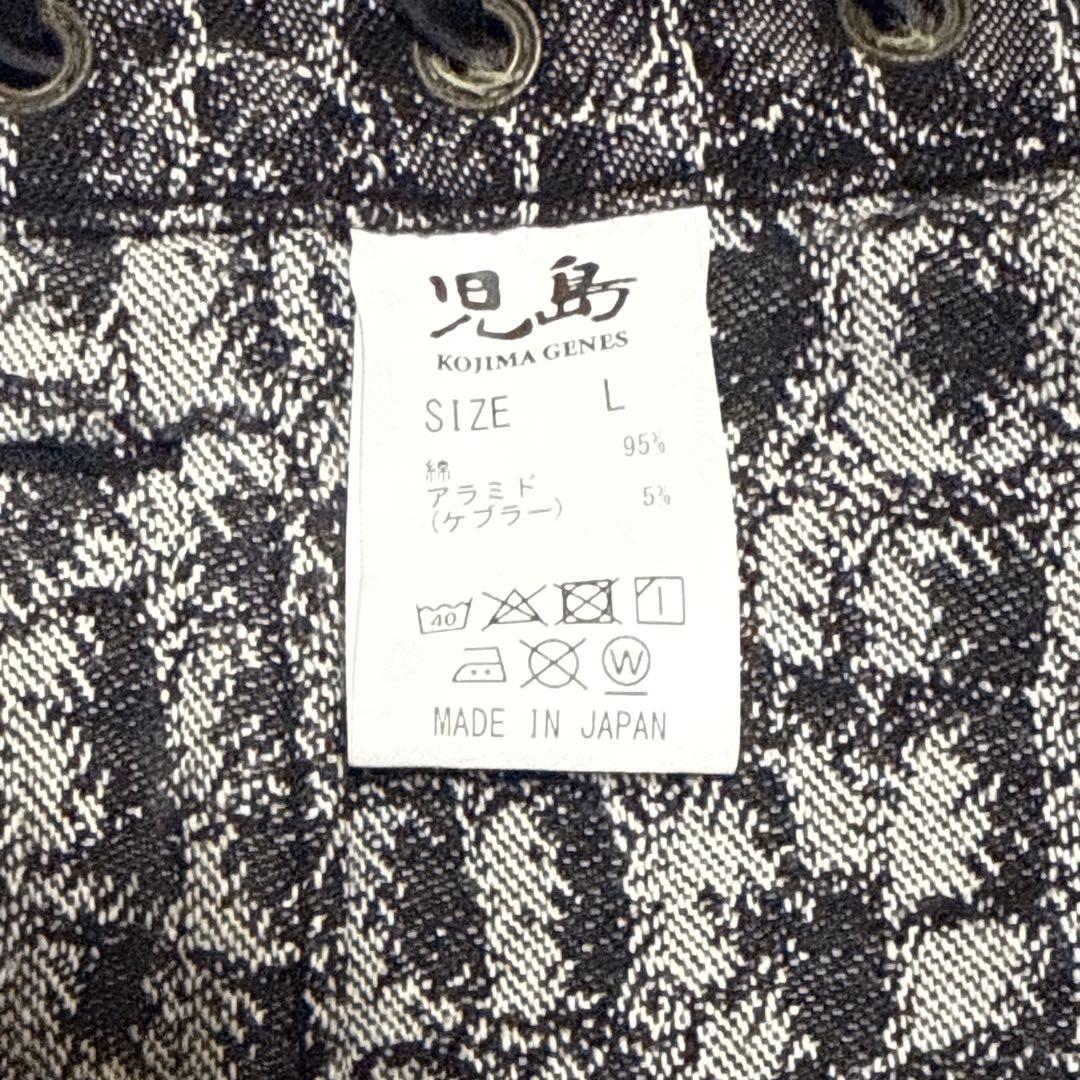 児島
KOJIMA GENES
SIZE L
綿 95%
アラミド 5%
(ケブラー)
40
W
MADE IN JAPAN